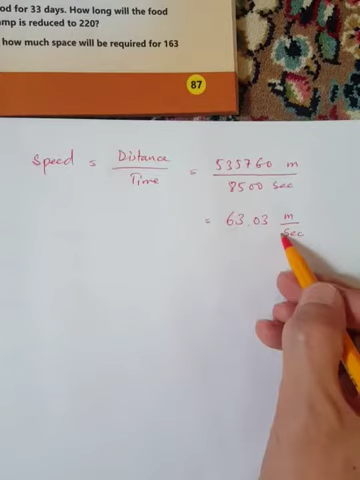 od for 33 days. How long will the food
mp is reduced to 220?
how much space will be required for 163
87
Speed = Distance / Time = 535760 m / 8500 sec
= 63.03 m / sec